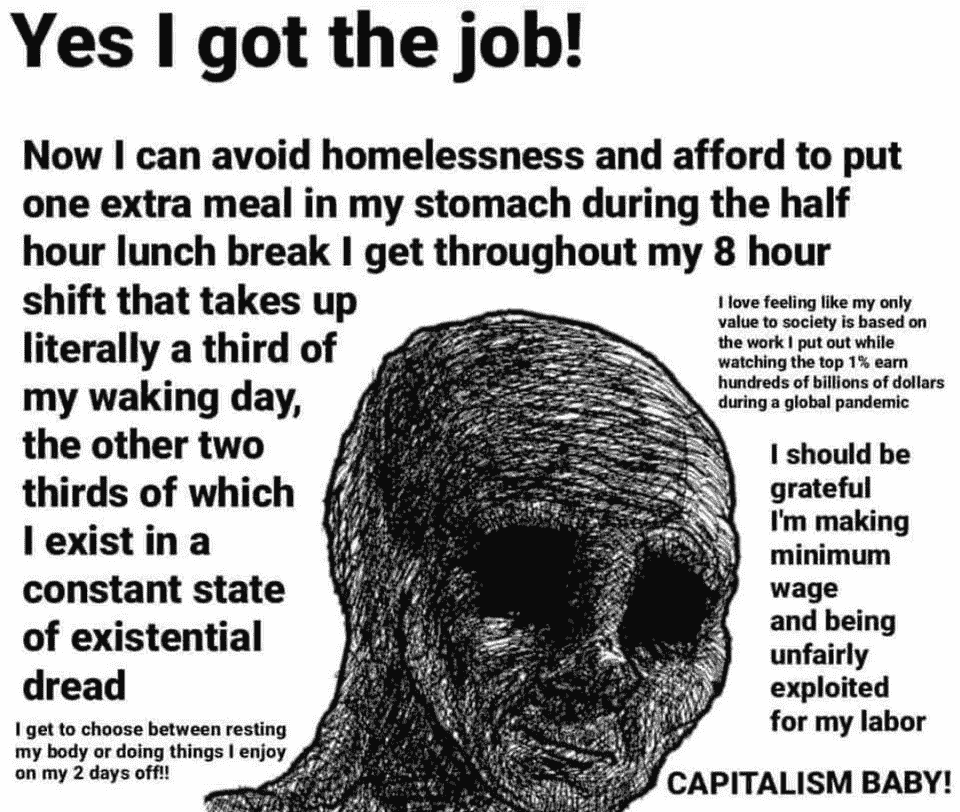 Yes I got the job!
Now I can avoid homelessness and afford to put
one extra meal in my stomach during the half
hour lunch break I get throughout my 8 hour
shift that takes up
literally a third of
my waking day,
the other two
thirds of which
I exist in a
constant state
of existential
dread
I love feeling like my only
value to society is based on
the work I put out while
watching the top 1% earn
hundreds of billions of dollars
during a global pandemic
I should be
grateful
I'm making
minimum
wage
and being
unfairly
exploited
for my labor
I get to choose between resting
my body or doing things I enjoy
on my 2 days off!!
CAPITALISM BABY!